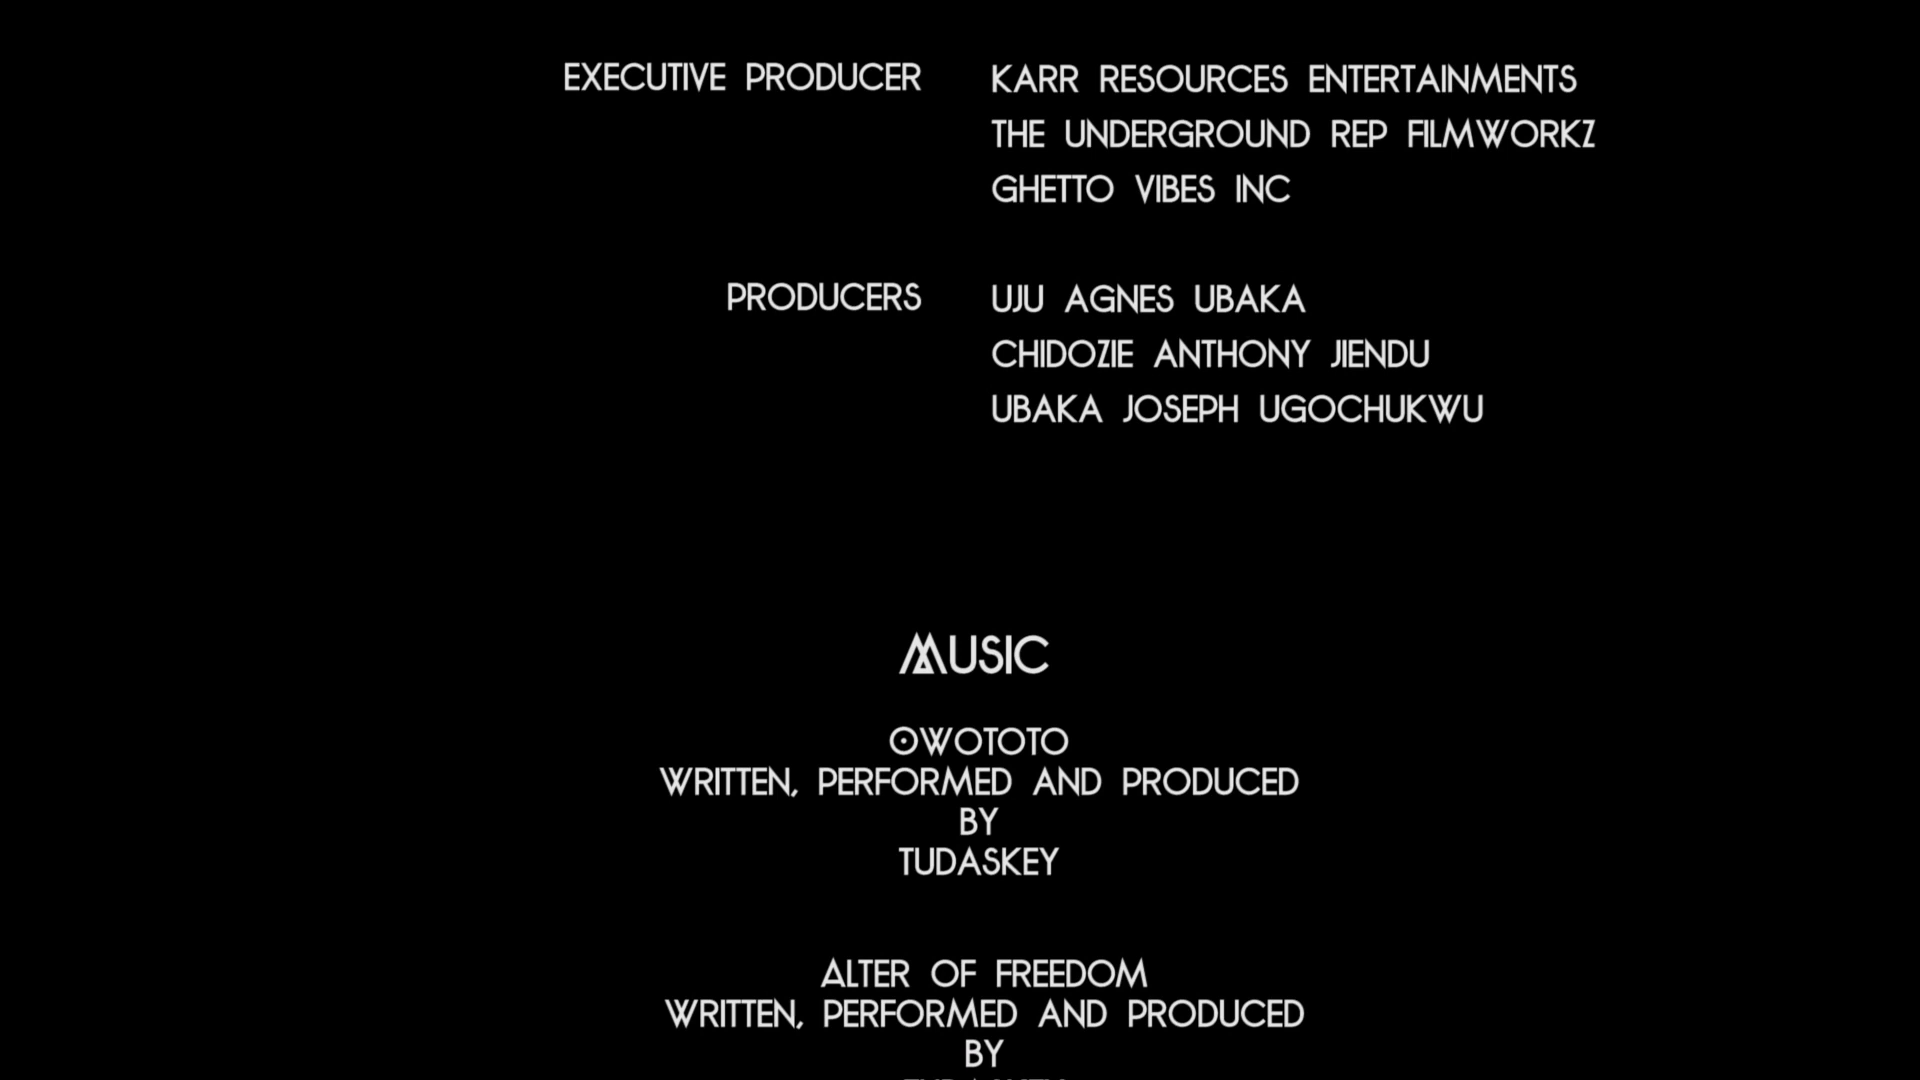 EXECUTIVE PRODUCER KARR RESOURCES ENTERTAINMENTS
THE UNDERGROUND REP FILMWORKZ
GHETTO VIBES INC
PRODUCERS UJU AGNES UBAKA
CHIDOZIE ANTHONY JIENDU
UBAKA JOSEPH UGOCHUKWU
MUSIC
OWOTOTO
WRITTEN, PERFORMED AND PRODUCED
BY
TUDASKEY
ALTER OF FREEDOM
WRITTEN, PERFORMED AND PRODUCED
BY